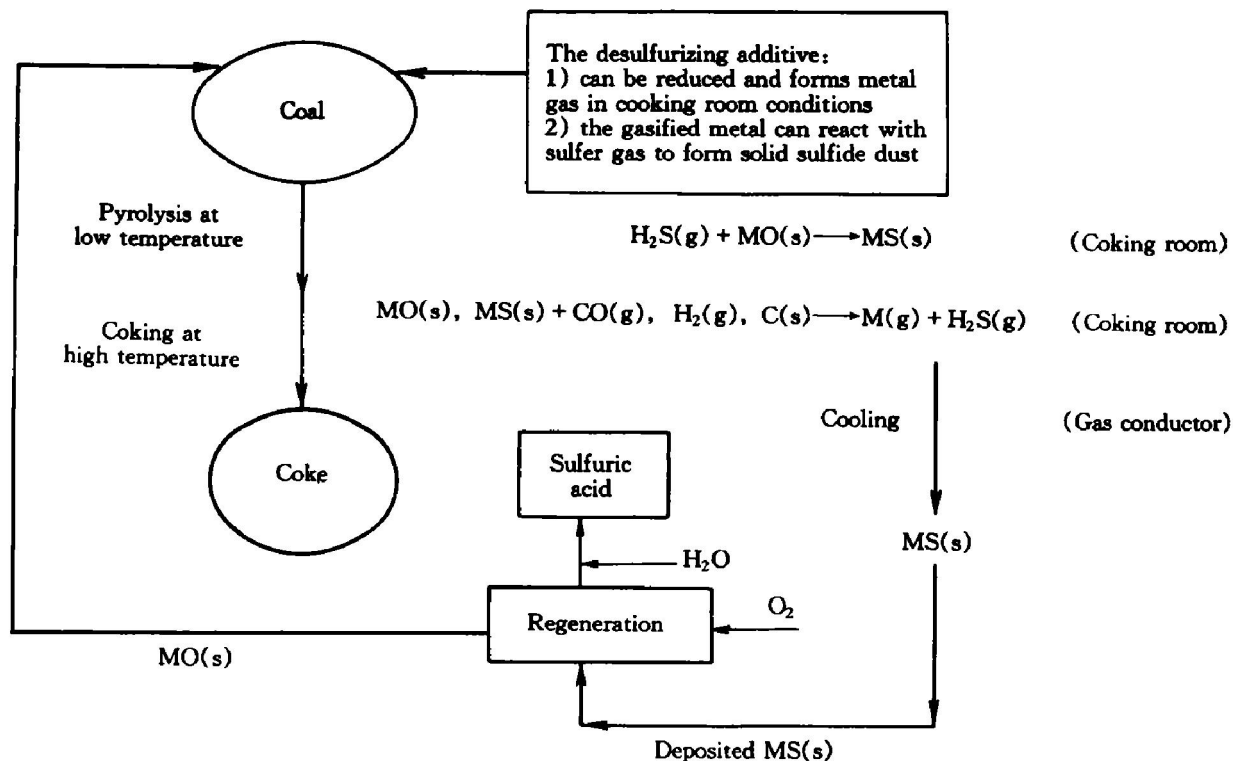 The desulfurizing additive:
1) can be reduced and forms metal
gas in cooking room conditions
2) the gasified metal can react with
sulfer gas to form solid sulfide dust
Coal
Pyrolysis at
low temperature
H₂S(g) + MO(s)⟶MS(s) (Coking room)
MO(s), MS(s) + CO(g), H₂(g), C(s)⟶M(g) + H₂S(g) (Coking room)
Coking at
high temperature
Cooling (Gas conductor)
Coke
Sulfuric
acid
MS(s)
H₂O
O₂
Regeneration
MO(s)
Deposited MS(s)